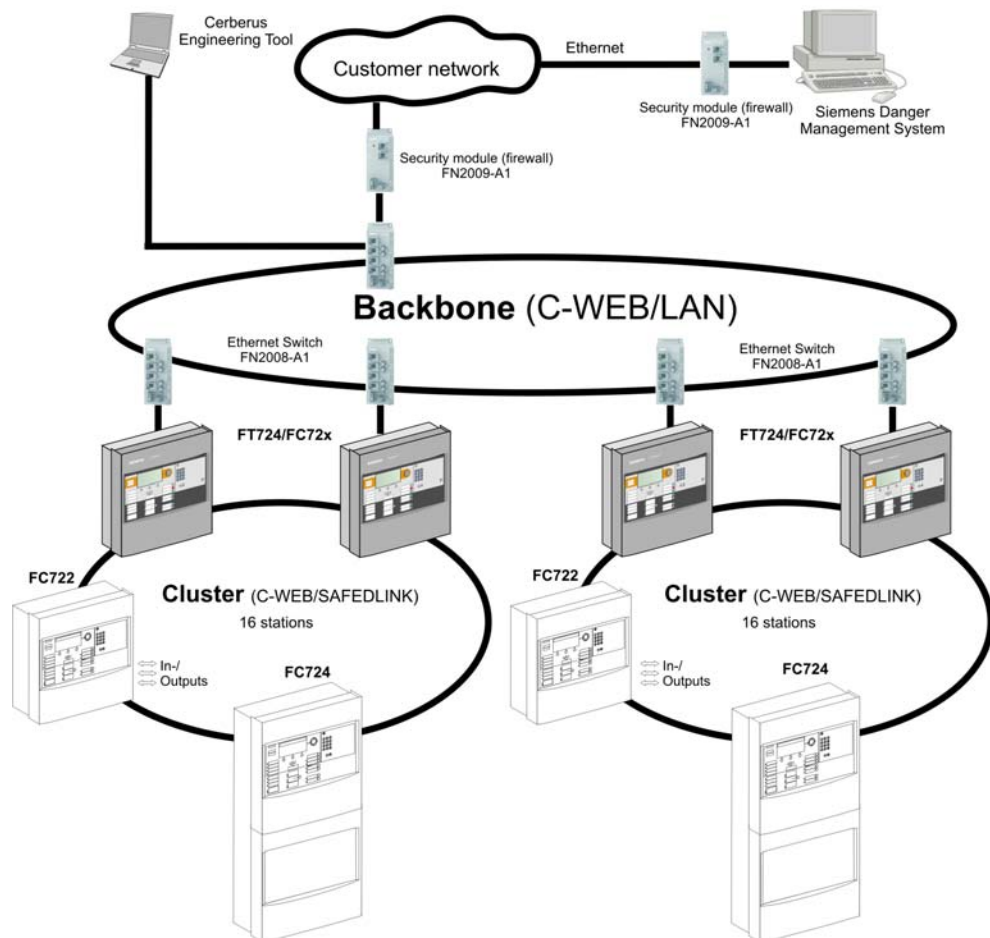 Cerberus
Engineering Tool
Customer network
Ethernet
Security module (firewall)
FN2009-A1
Siemens Danger
Management System
Security module (firewall)
FN2009-A1
Backbone (C-WEB/LAN)
Ethernet Switch
FN2008-A1
Ethernet Switch
FN2008-A1
FT724/FC72x
FT724/FC72x
FC722
Cluster (C-WEB/SAFEDLINK)
16 stations
In-/
Outputs
FC724
FC722
Cluster (C-WEB/SAFEDLINK)
16 stations
In-/
Outputs
FC724